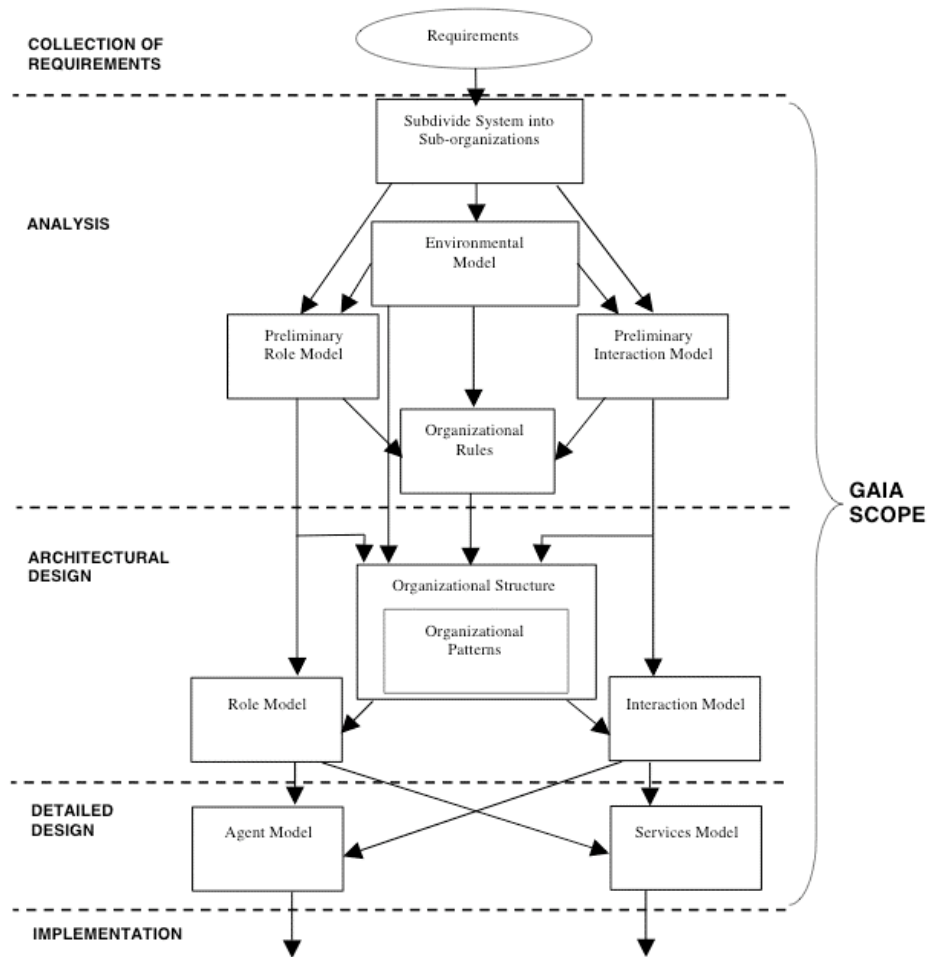 COLLECTION OF
REQUIREMENTS
Requirements
Subdivide System into
Sub-organizations
ANALYSIS
Environmental
Model
Preliminary
Role Model
Preliminary
Interaction Model
Organizational
Rules
GAIA
SCOPE
ARCHITECTURAL
DESIGN
Organizational Structure
Organizational
Patterns
Role Model
Interaction Model
DETAILED
DESIGN
Agent Model
Services Model
IMPLEMENTATION